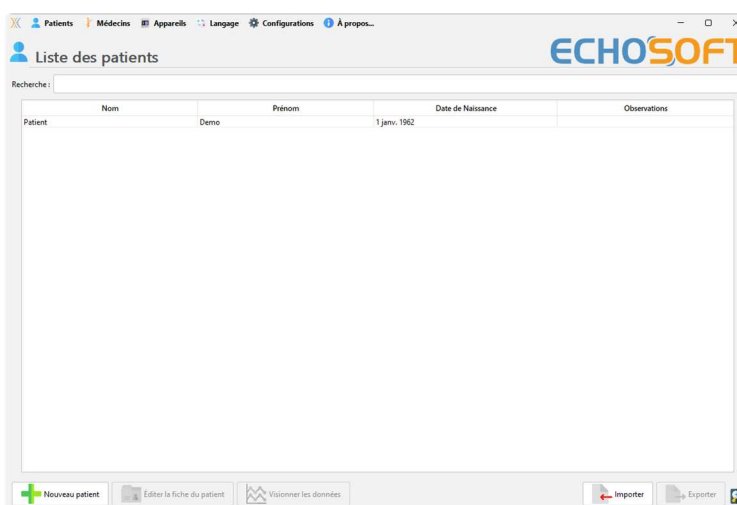 Patients Médecins Appareils Langage Configurations À propos...
Liste des patients
ECHOSOFT
Recherche :
Nom Prénom Date de Naissance Observations
Patient Demo 1 janv. 1962
Nouveau patient Éditer la fiche du patient Visionner les données Importer Exporter